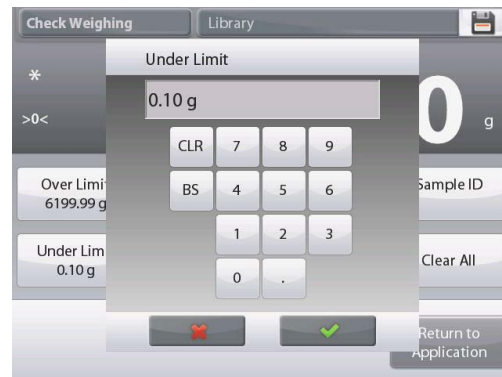 Check Weighing
Library
Under Limit
*
0.10 g
>0<
0
g
CLR
7
8
9
Over Limi
6199.99 g
BS
4
5
6
Sample ID
1
2
3
Under Lim
0.10 g
Clear All
0
.
Return to
Application